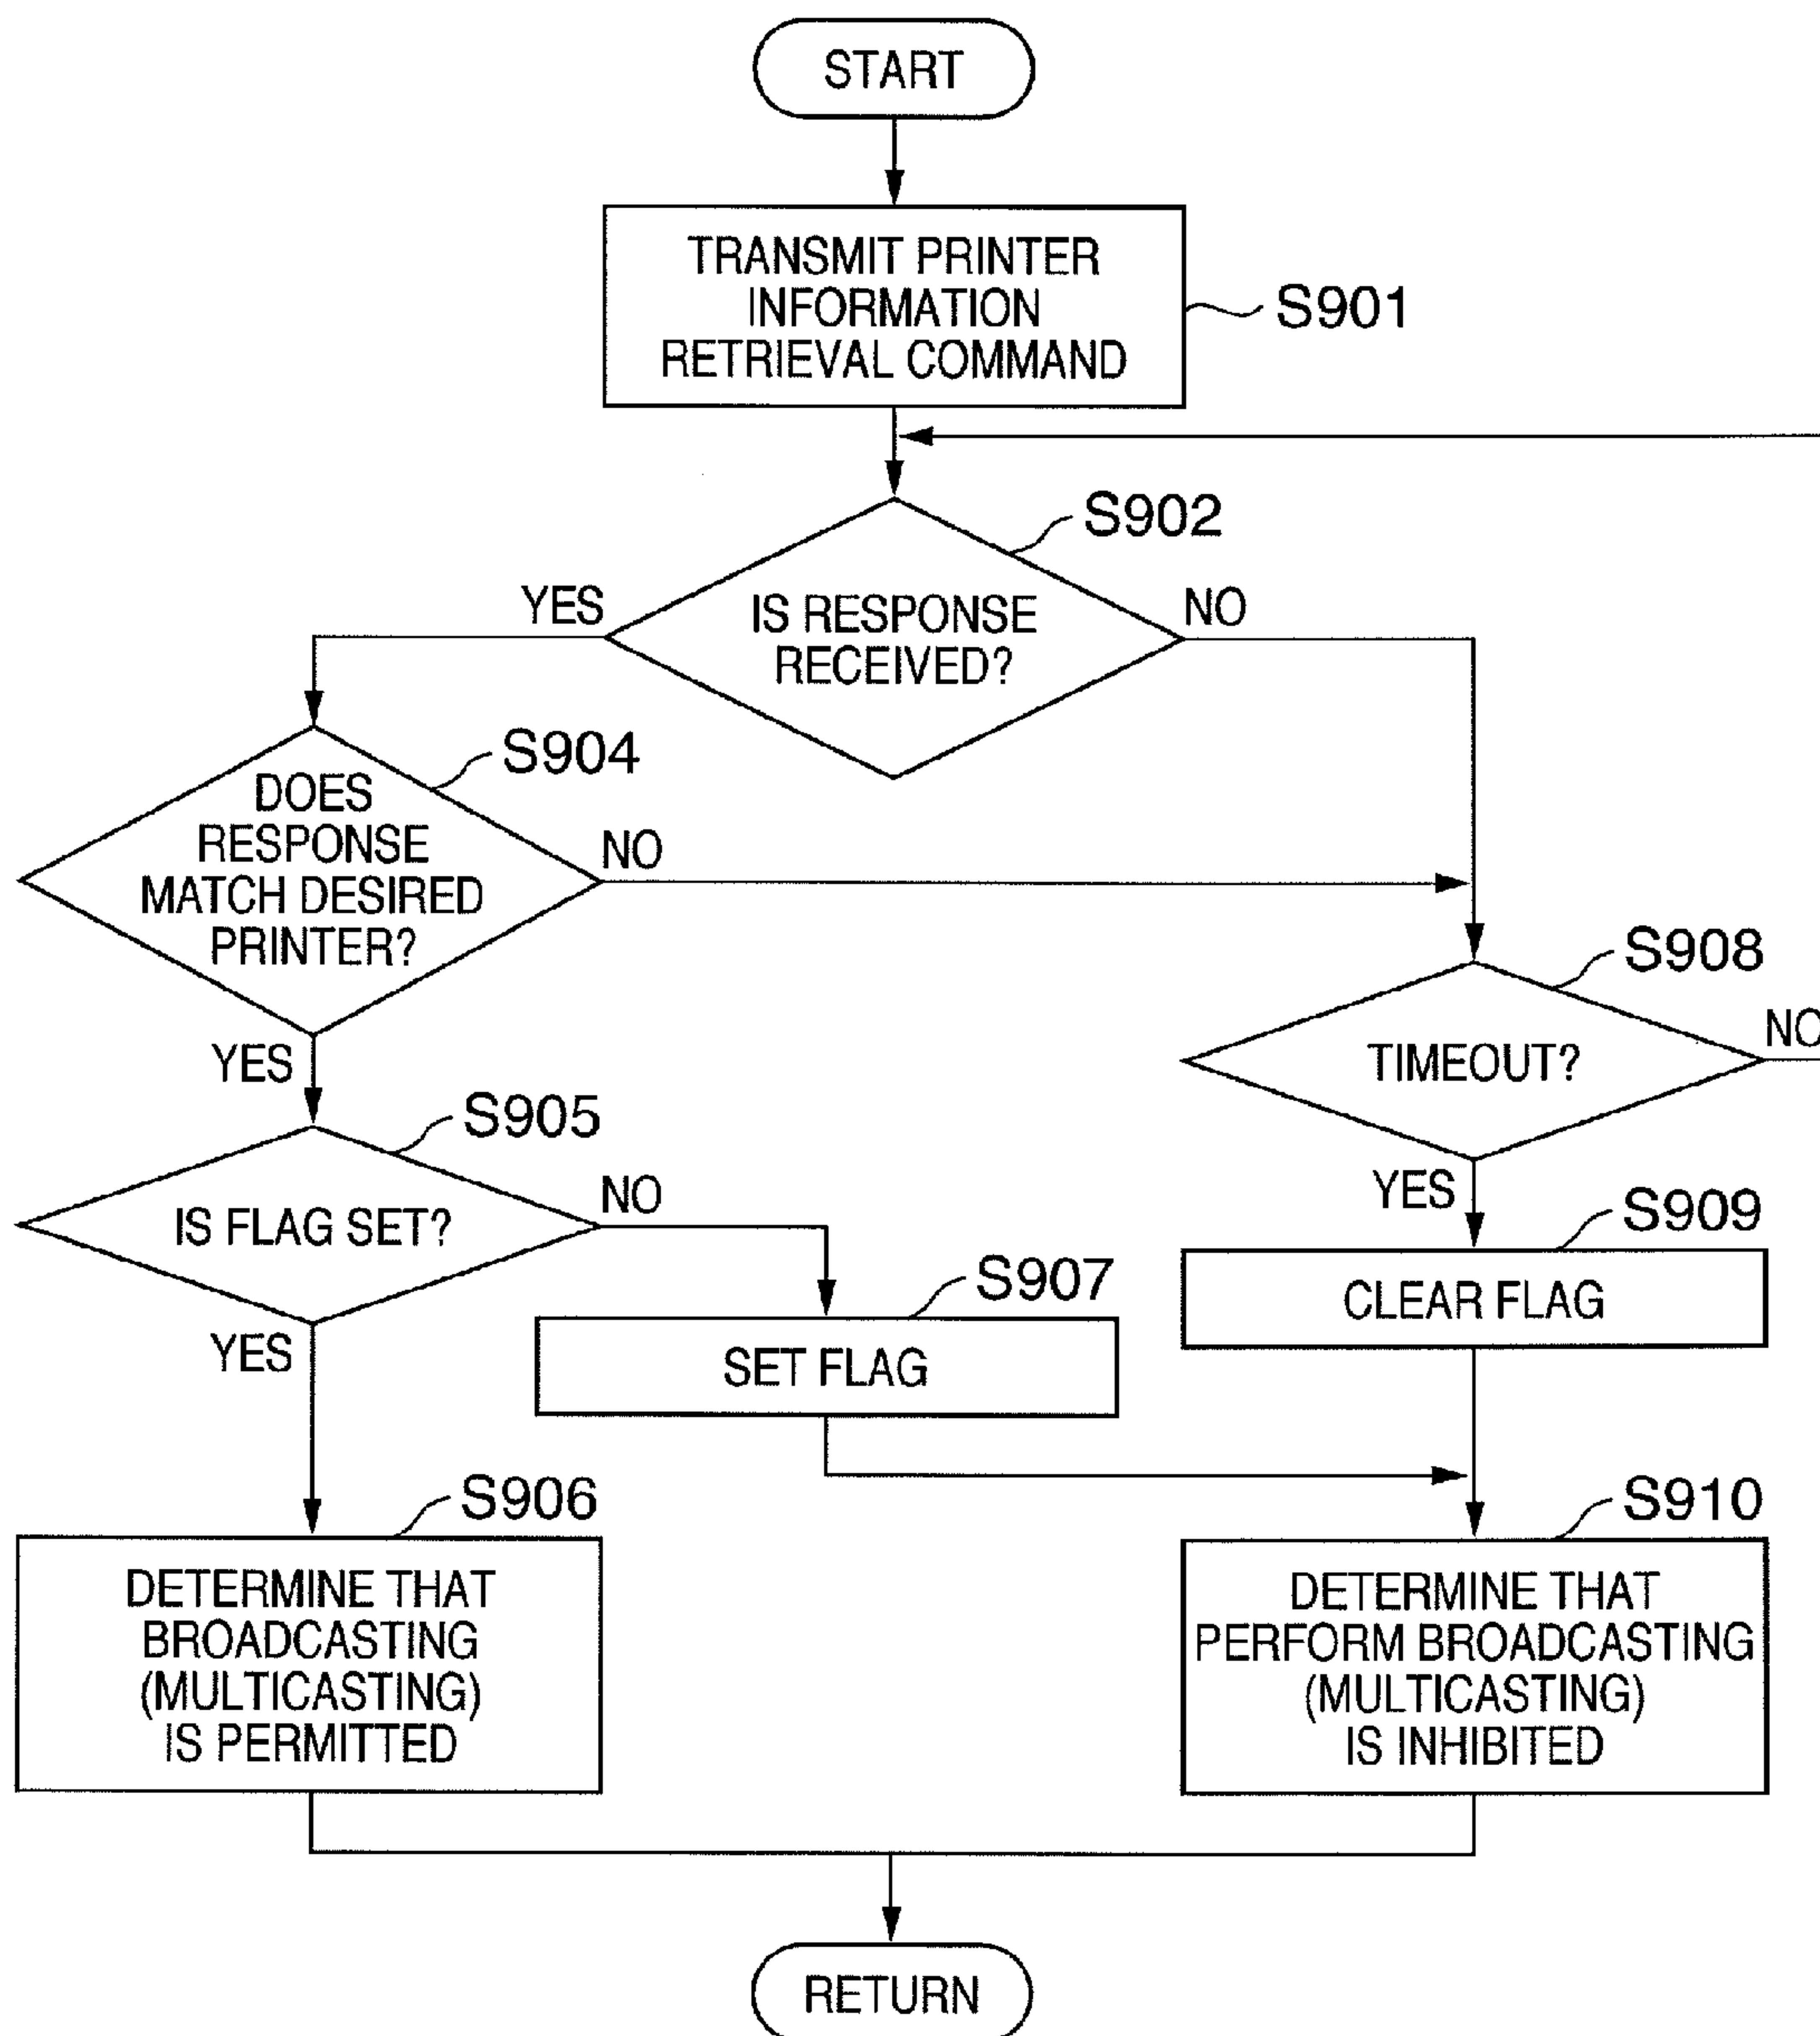 START
TRANSMIT PRINTER
INFORMATION
RETRIEVAL COMMAND
S901
S902
YES
IS RESPONSE
RECEIVED?
NO
S904
DOES
RESPONSE
MATCH DESIRED
PRINTER?
NO
YES
S908
TIMEOUT?
NO
YES
S905
IS FLAG SET?
NO
YES
S907
SET FLAG
S909
CLEAR FLAG
S906
DETERMINE THAT
BROADCASTING
(MULTICASTING)
IS PERMITTED
S910
DETERMINE THAT
PERFORM BROADCASTING
(MULTICASTING)
IS INHIBITED
RETURN